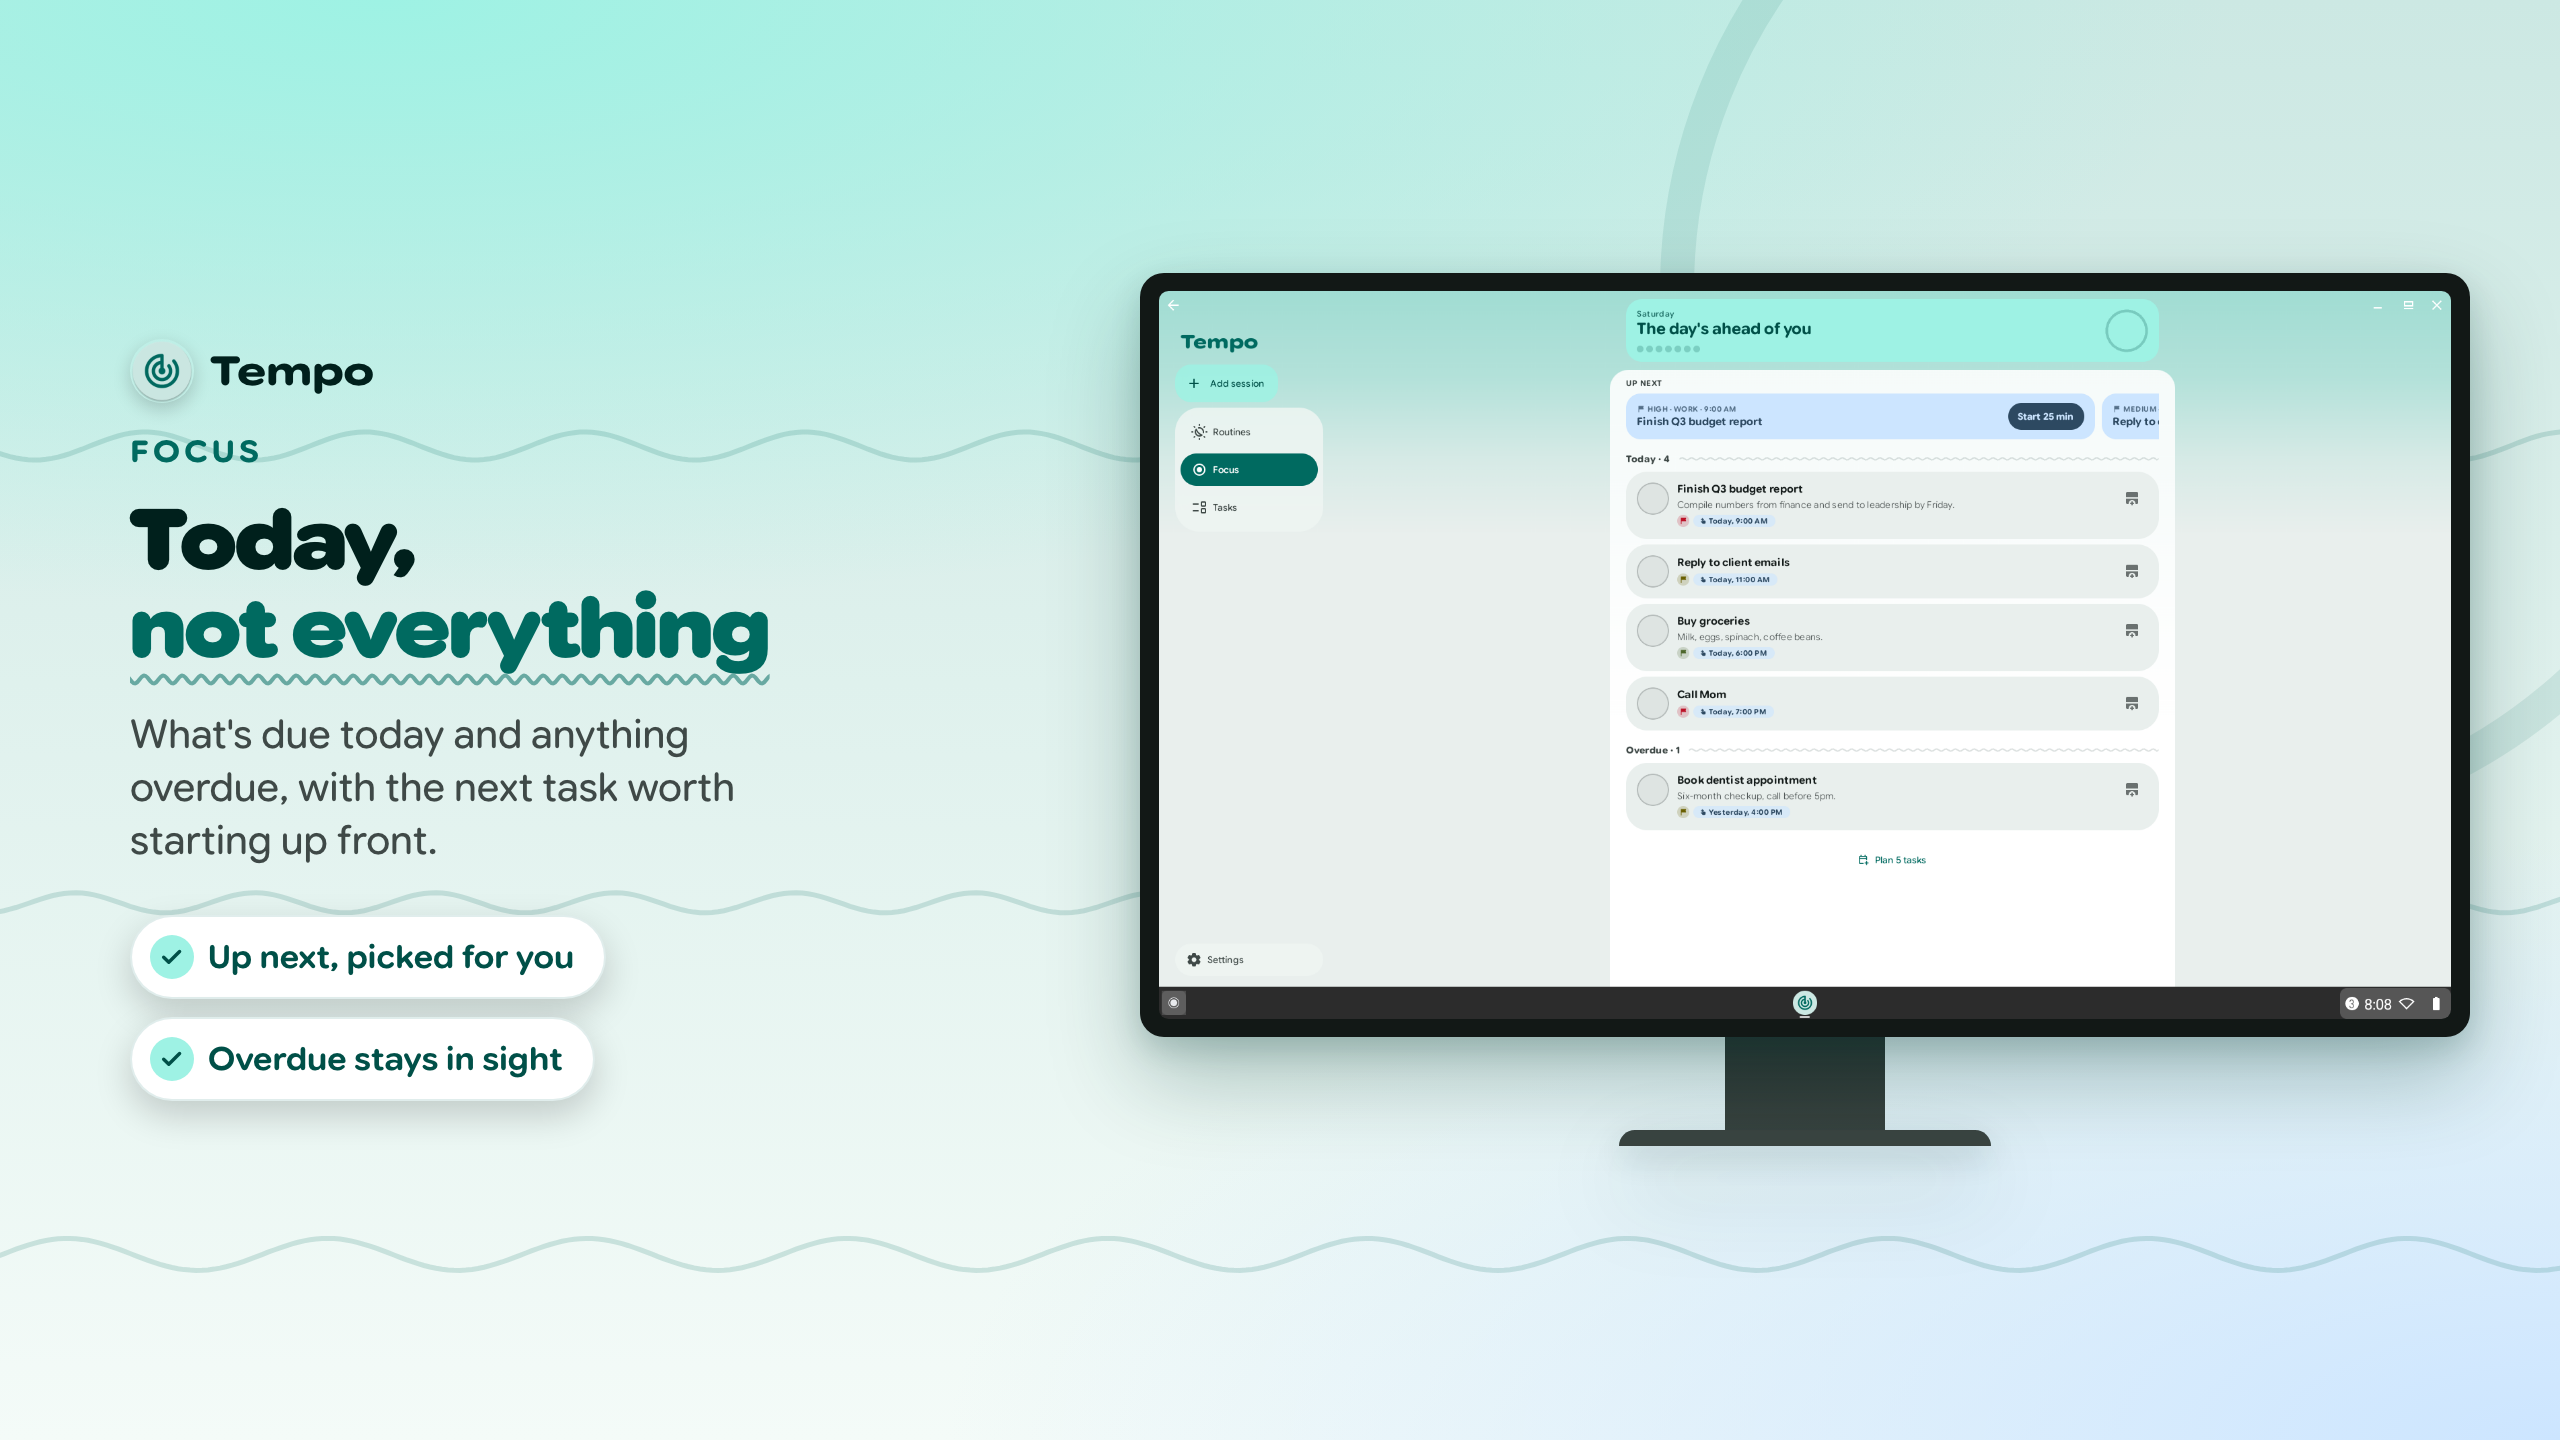 Tempo
FOCUS
Today,
not everything
What's due today and anything
overdue, with the next task worth
starting up front.
Up next, picked for you
Overdue stays in sight
Tempo
Add session
Routines
Focus
Tasks
Settings
Saturday
The day's ahead of you
UP NEXT
HIGH · WORK · 9:00 AM
Finish Q3 budget report
Start 25 min
MEDIUM
Reply to
Today · 4
Finish Q3 budget report
Compile numbers from finance and send to leadership by Friday.
Today, 9:00 AM
Reply to client emails
Today, 11:00 AM
Buy groceries
Milk, eggs, spinach, coffee beans.
Today, 6:00 PM
Call Mom
Today, 7:00 PM
Overdue · 1
Book dentist appointment
Six-month checkup, call before 5pm.
Yesterday, 4:00 PM
Plan 5 tasks
3 8:08